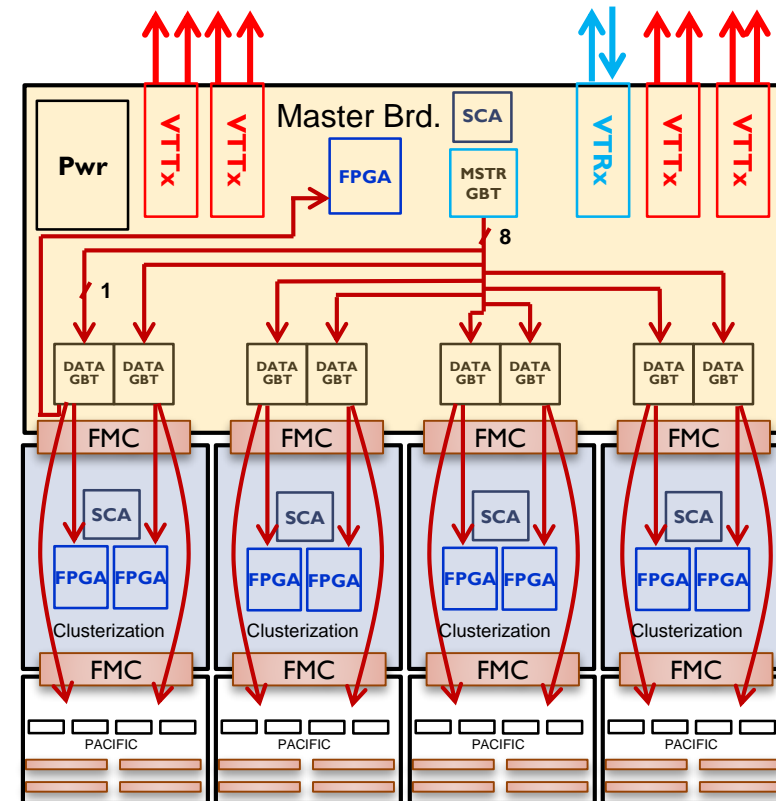 Master Brd.
SCA
Pwr
VTTx
VTTx
FPGA
MSTR
GBT
VTRx
VTTx
VTTx
8
1
DATA
GBT
DATA
GBT
DATA
GBT
DATA
GBT
DATA
GBT
DATA
GBT
DATA
GBT
DATA
GBT
FMC
FMC
FMC
FMC
SCA
SCA
SCA
SCA
FPGA
FPGA
FPGA
FPGA
FPGA
FPGA
FPGA
FPGA
Clusterization
Clusterization
Clusterization
Clusterization
FMC
FMC
FMC
FMC
PACIFIC
PACIFIC
PACIFIC
PACIFIC